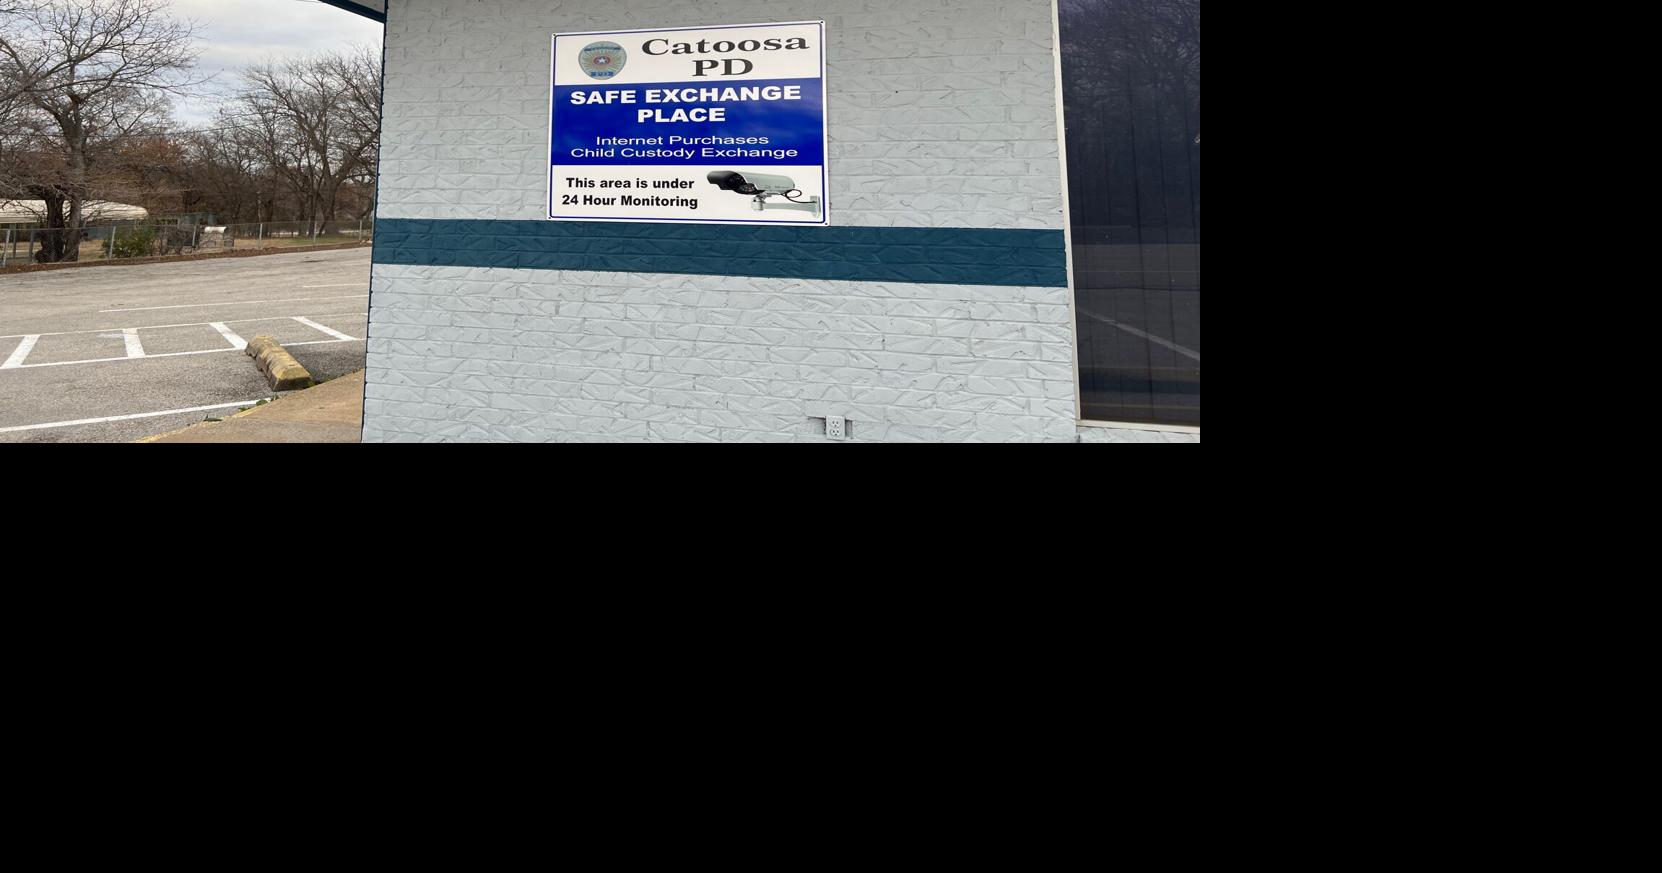 Catoosa
PD
SAFE EXCHANGE
PLACE
Internet Purchases
Child Custody Exchange
This area is under
24 Hour Monitoring